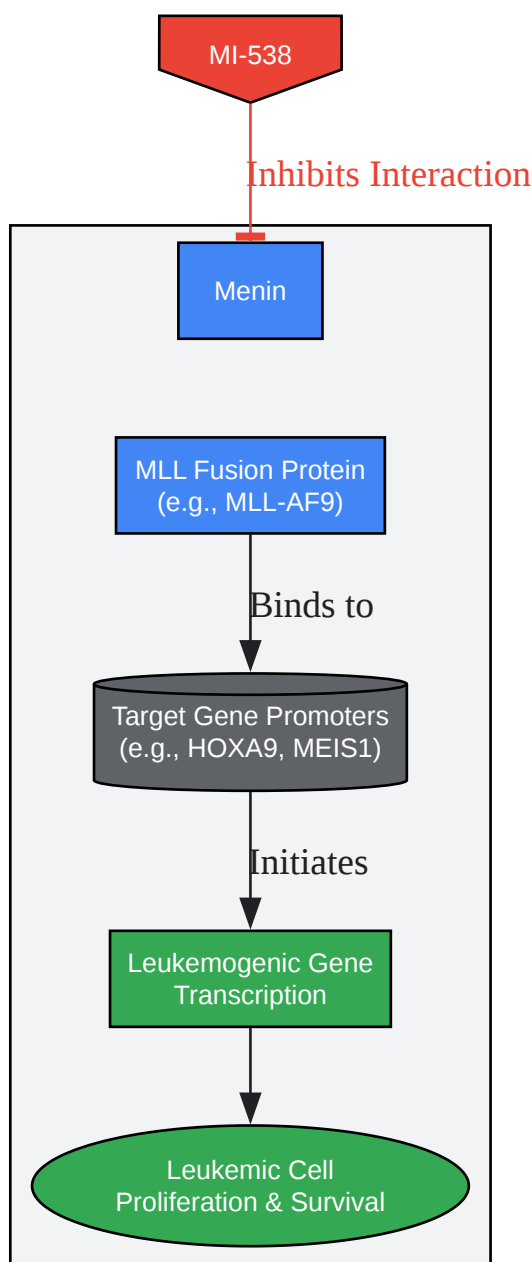 MI-538
Inhibits Interaction
Menin
MLL Fusion Protein
(e.g., MLL-AF9)
Binds to
Target Gene Promoters
(e.g., HOXA9, MEIS1)
Initiates
Leukemogenic Gene
Transcription
Leukemic Cell
Proliferation & Survival